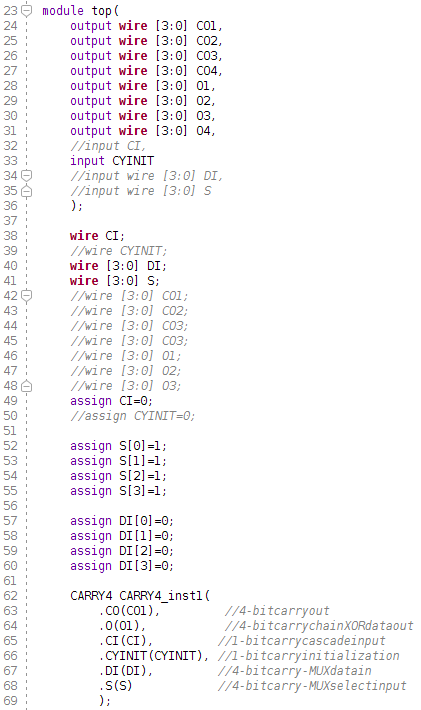 23 module top(
24 output wire [3:0] CO1,
25 output wire [3:0] CO2,
26 output wire [3:0] CO3,
27 output wire [3:0] CO4,
28 output wire [3:0] O1,
29 output wire [3:0] O2,
30 output wire [3:0] O3,
31 output wire [3:0] O4,
32 //input CI,
33 input CYINIT
34 //input wire [3:0] DI,
35 //input wire [3:0] S
36 );
37
38 wire CI;
39 //wire CYINIT;
40 wire [3:0] DI;
41 wire [3:0] S;
42 //wire [3:0] CO1;
43 //wire [3:0] CO2;
44 //wire [3:0] CO3;
45 //wire [3:0] CO3;
46 //wire [3:0] O1;
47 //wire [3:0] O2;
48 //wire [3:0] O3;
49 assign CI=0;
50 //assign CYINIT=0;
51
52 assign S[0]=1;
53 assign S[1]=1;
54 assign S[2]=1;
55 assign S[3]=1;
56
57 assign DI[0]=0;
58 assign DI[1]=0;
59 assign DI[2]=0;
60 assign DI[3]=0;
61
62 CARRY4 CARRY4_inst1(
63 .CO(CO1), //4-bitcarryout
64 .O(O1), //4-bitcarrychainXORdataout
65 .CI(CI), //1-bitcarrycascadeinput
66 .CYINIT(CYINIT), //1-bitcarryinitialization
67 .DI(DI), //4-bitcarry-MUXdatain
68 .S(S) //4-bitcarry-MUXselectinput
69 );